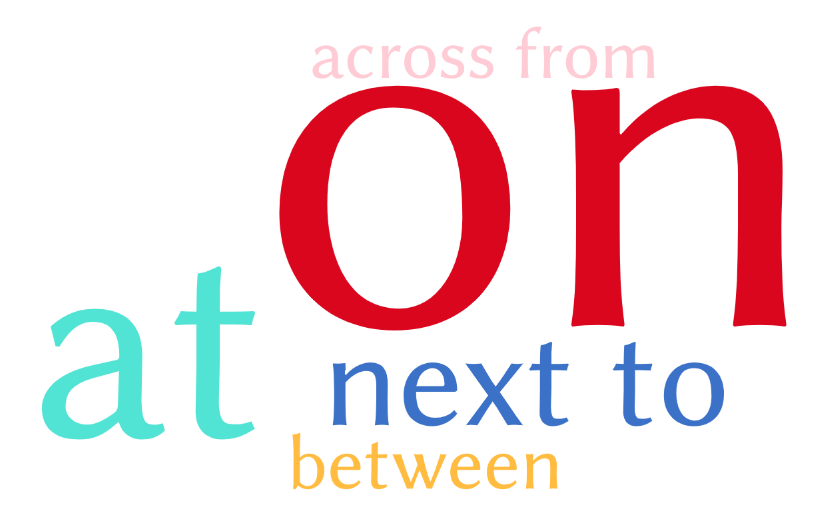 across from
on
at
next to
between